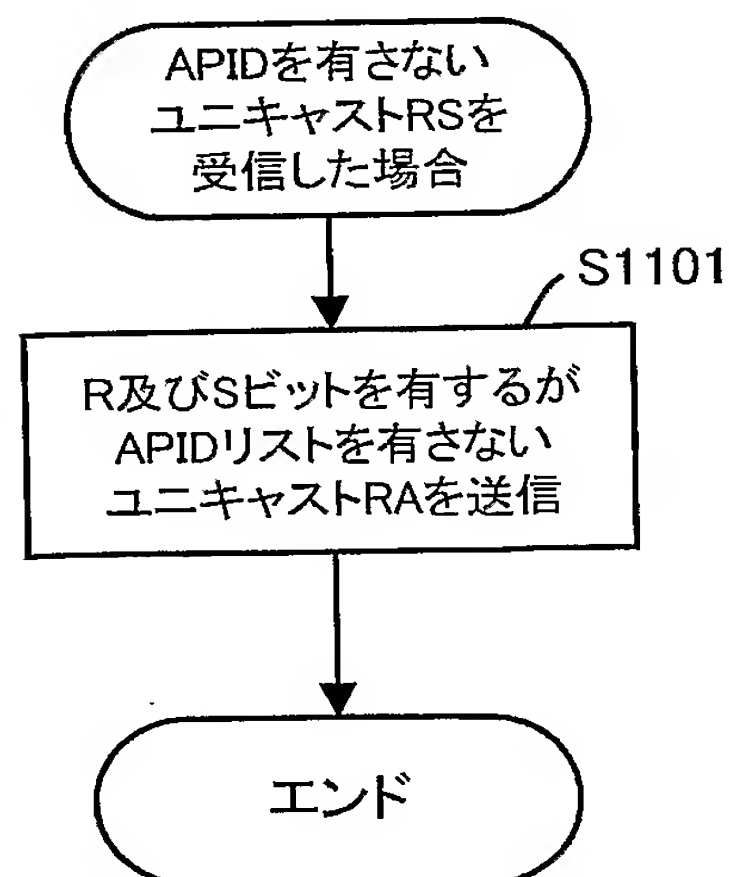 APIDを有さない
ユニキャストRSを
受信した場合
S1101
R及びSビットを有するが
APIDリストを有さない
ユニキャストRAを送信
エンド